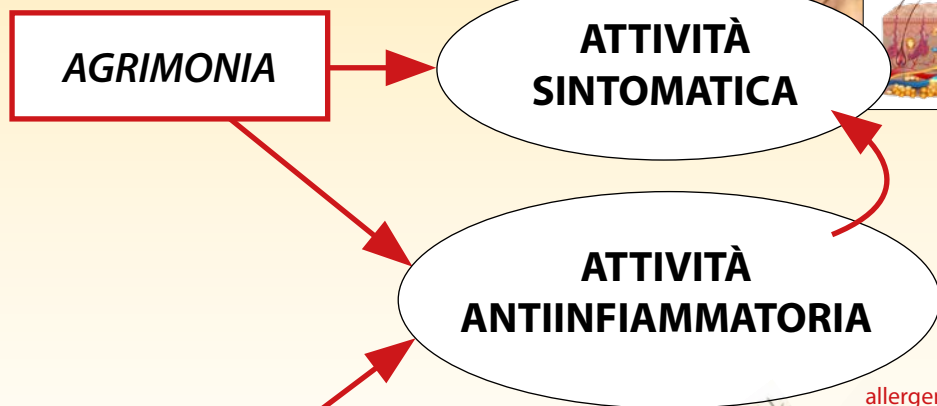 AGRIMONIA
ATTIVITÀ
SINTOMATICA
ATTIVITÀ
ANTIINFIAMMATORIA